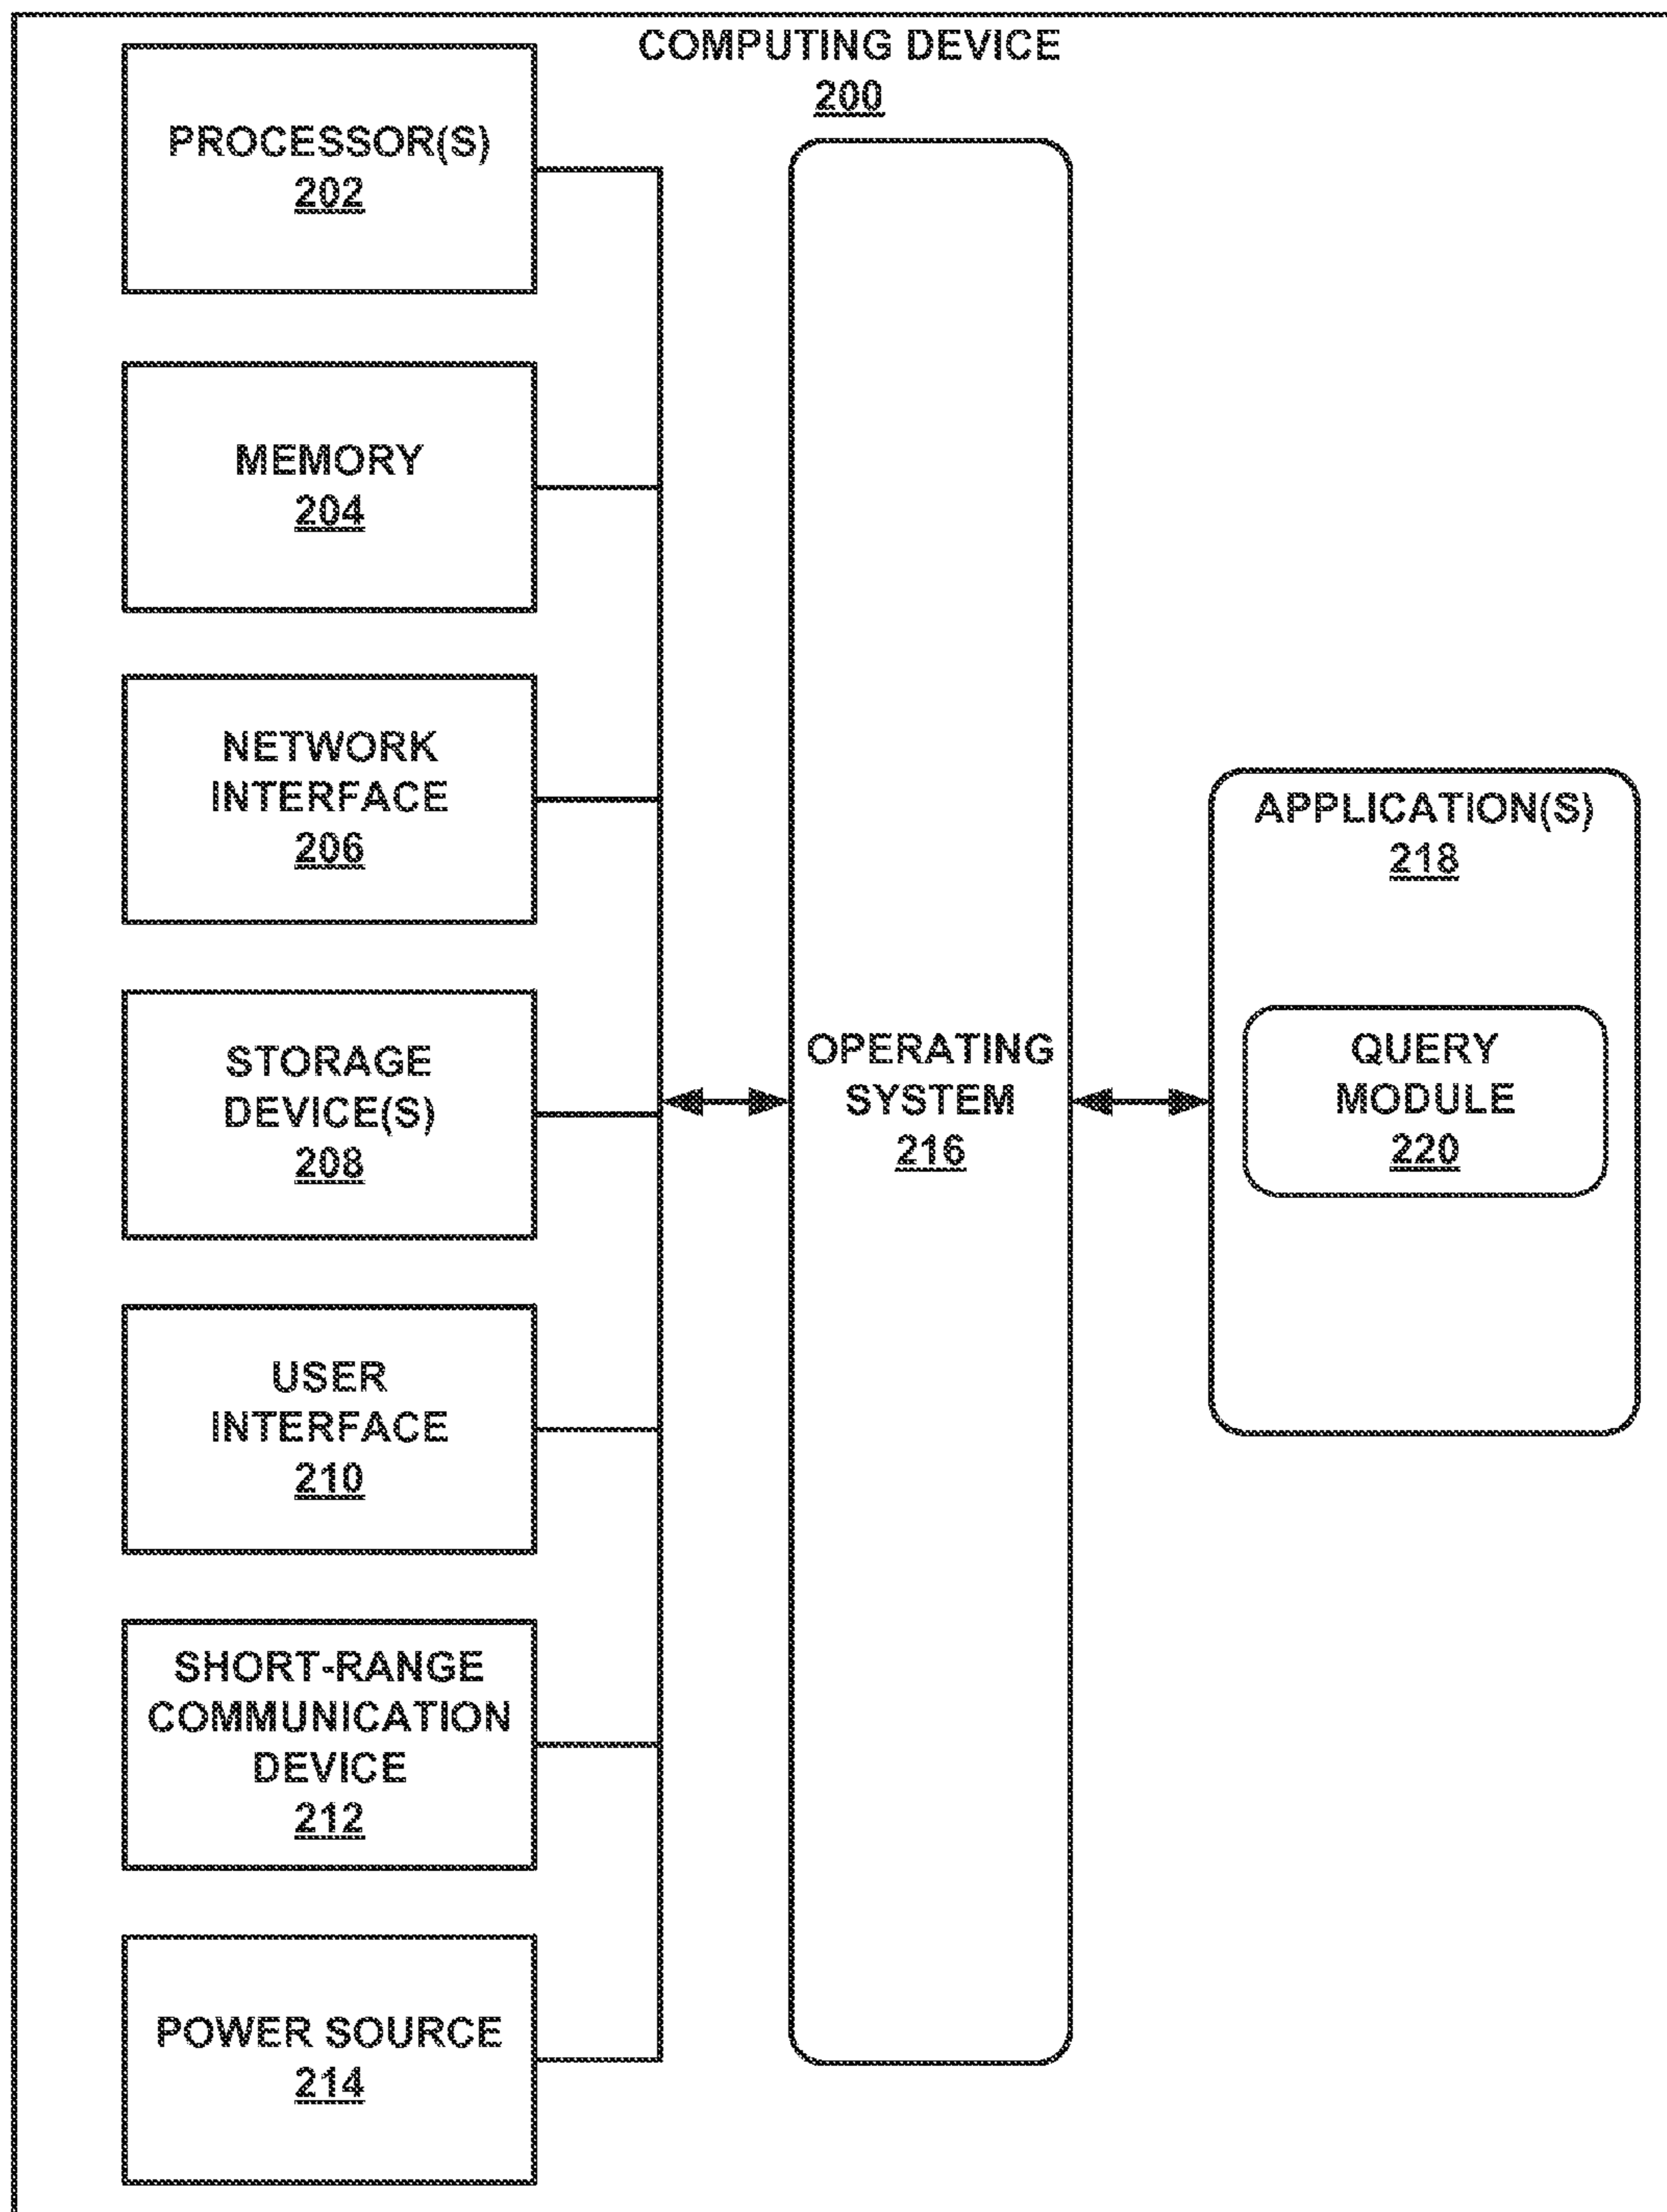 COMPUTING DEVICE
200
PROCESSOR(S)
202
MEMORY
204
NETWORK
INTERFACE
206
STORAGE
DEVICE(S)
208
USER
INTERFACE
210
SHORT-RANGE
COMMUNICATION
DEVICE
212
POWER SOURCE
214
OPERATING
SYSTEM
216
APPLICATION(S)
218
QUERY
MODULE
220